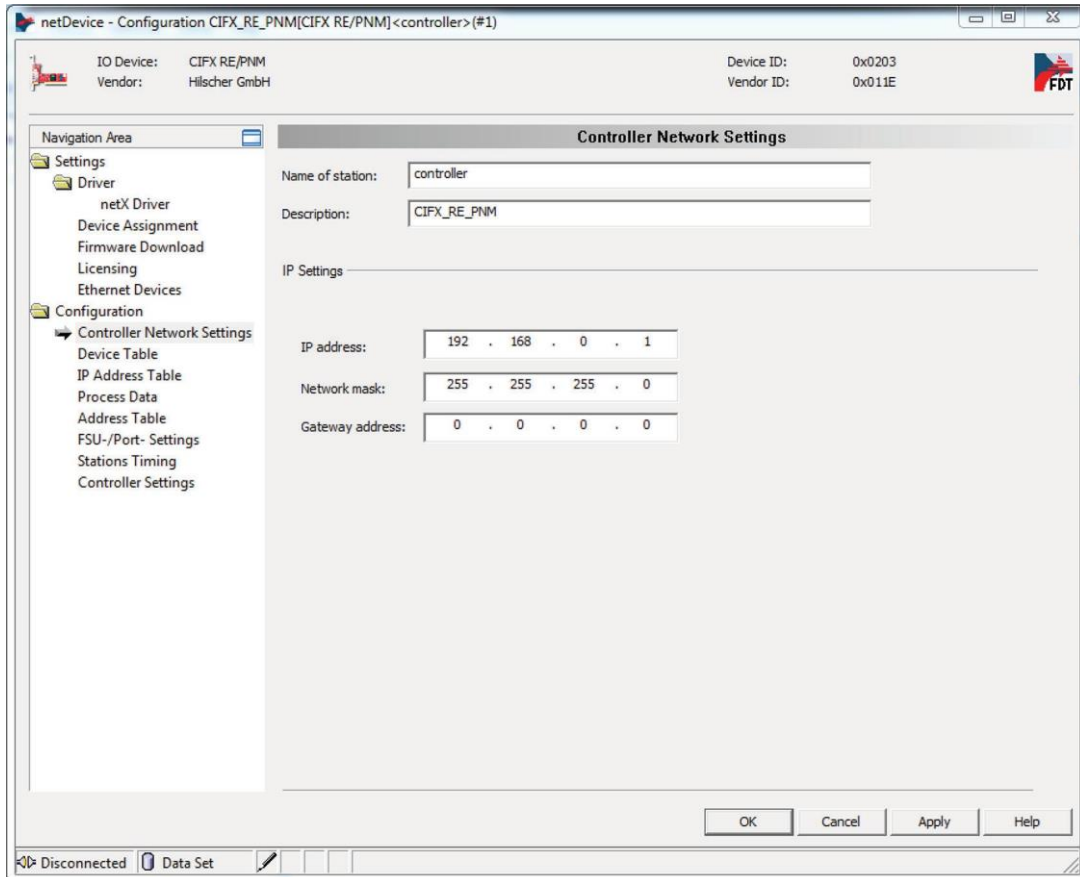 netDevice - Configuration CIFX_RE_PNM[CIFX RE/PNM]<controller>(#1)
IO Device: CIFX RE/PNM Device ID: 0x0203
Vendor: Hilscher GmbH Vendor ID: 0x011E
FDT
Navigation Area
Settings
Driver
netX Driver
Device Assignment
Firmware Download
Licensing
Ethernet Devices
Configuration
Controller Network Settings
Device Table
IP Address Table
Process Data
Address Table
FSU-/Port- Settings
Stations Timing
Controller Settings
Controller Network Settings
Name of station: controller
Description: CIFX_RE_PNM
IP Settings
IP address: 192 . 168 . 0 . 1
Network mask: 255 . 255 . 255 . 0
Gateway address: 0 . 0 . 0 . 0
OK Cancel Apply Help
Disconnected Data Set